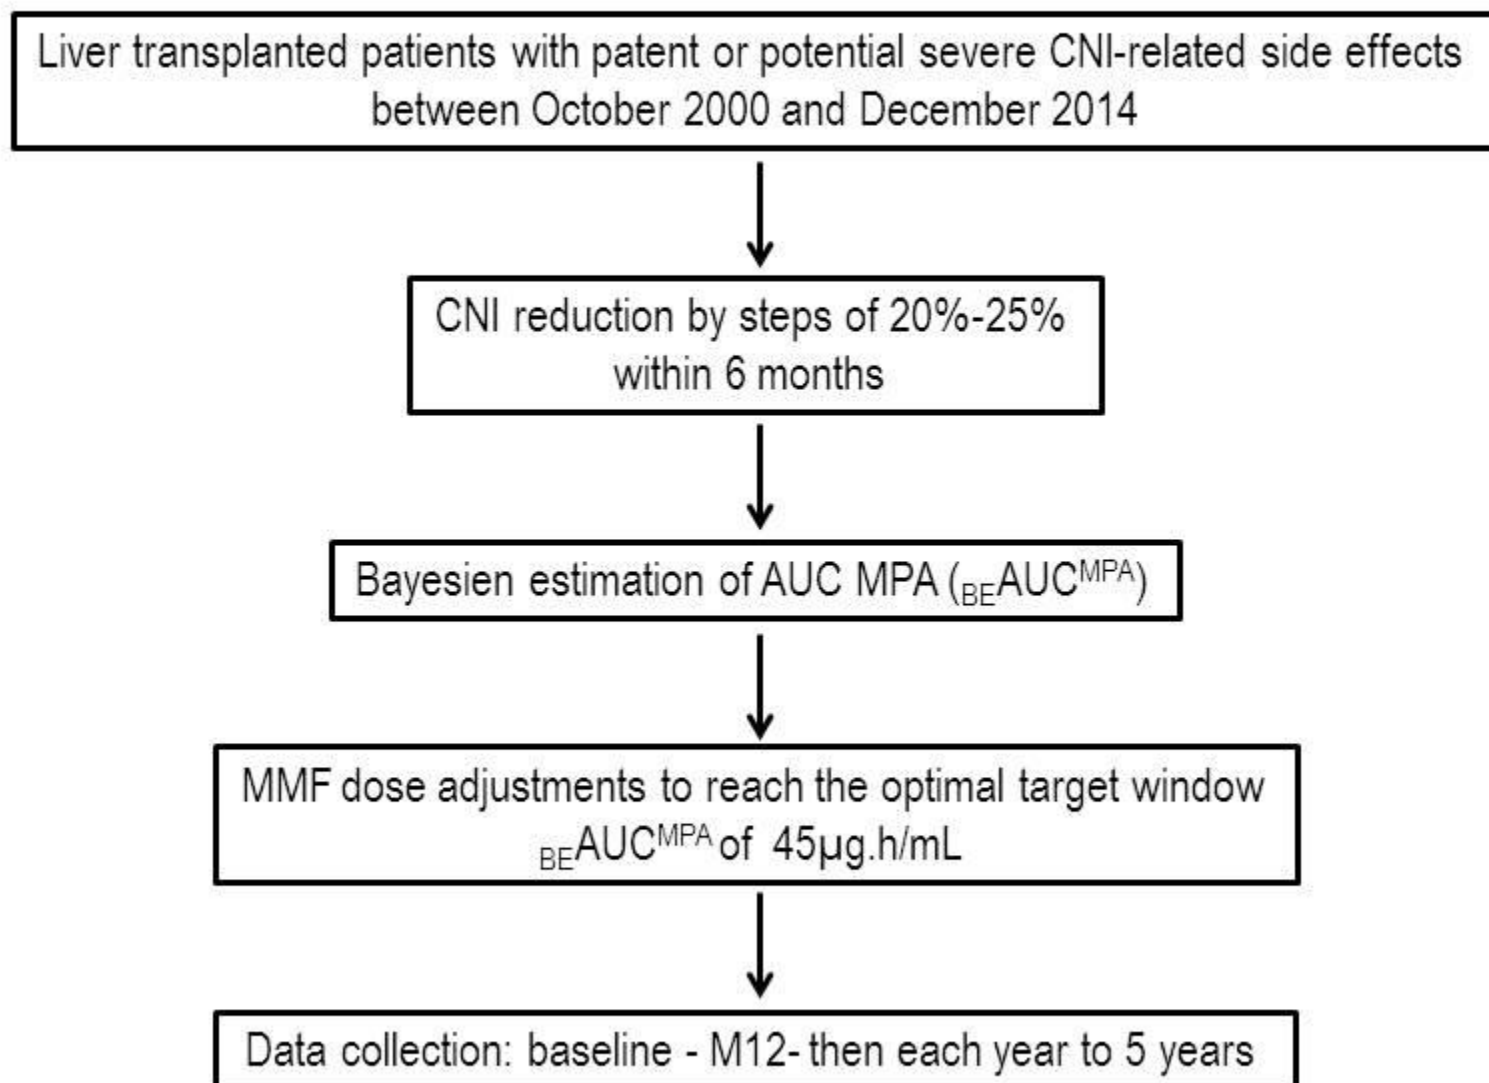 Liver transplanted patients with patent or potential severe CNI-related side effects
between October 2000 and December 2014
CNI reduction by steps of 20%-25%
within 6 months
Bayesien estimation of AUC MPA (BEAUCMPA)
MMF dose adjustments to reach the optimal target window
BEAUCMPA of 45µg.h/mL
Data collection: baseline - M12- then each year to 5 years